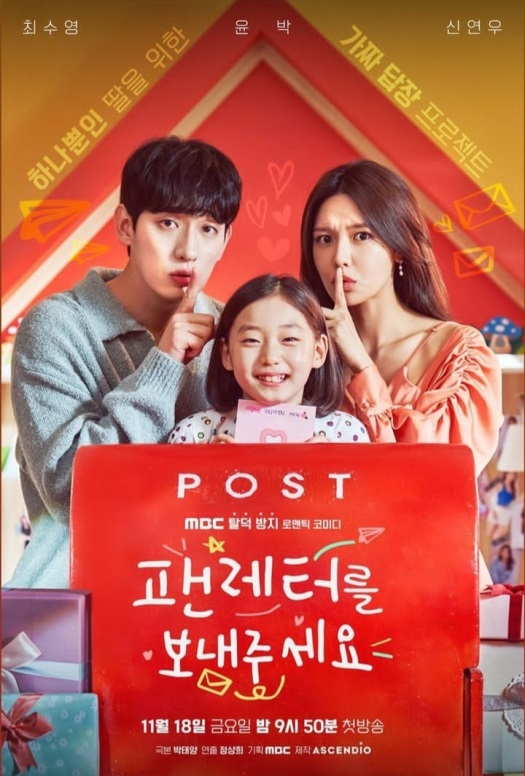 최수영 윤 박 신연우
하나뿐인 딸을 위한
가짜 답장 프로젝트
POST
MBC 탈덕 방지 로맨틱 코미디
팬레터를
보내주세요
11월 18일 금요일 밤 9시 50분 첫방송
극본 박태양 연출 정상희 기획 MBC 제작 ASCENDIO